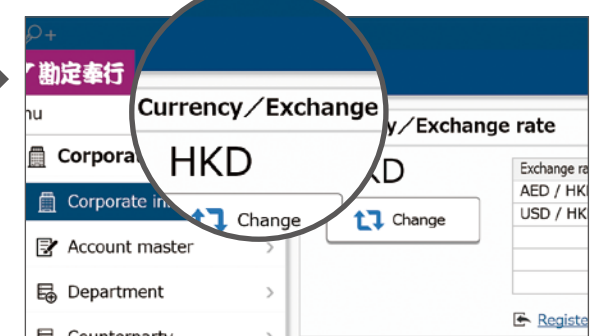 勘定奉行
nu
Currency／Exchange
y／Exchange rate
Corpora
HKD
KD
Exchange ra
AED / HK
USD / HK
Corporate in
Change
Change
Account master
Department
Registe
Counterparty